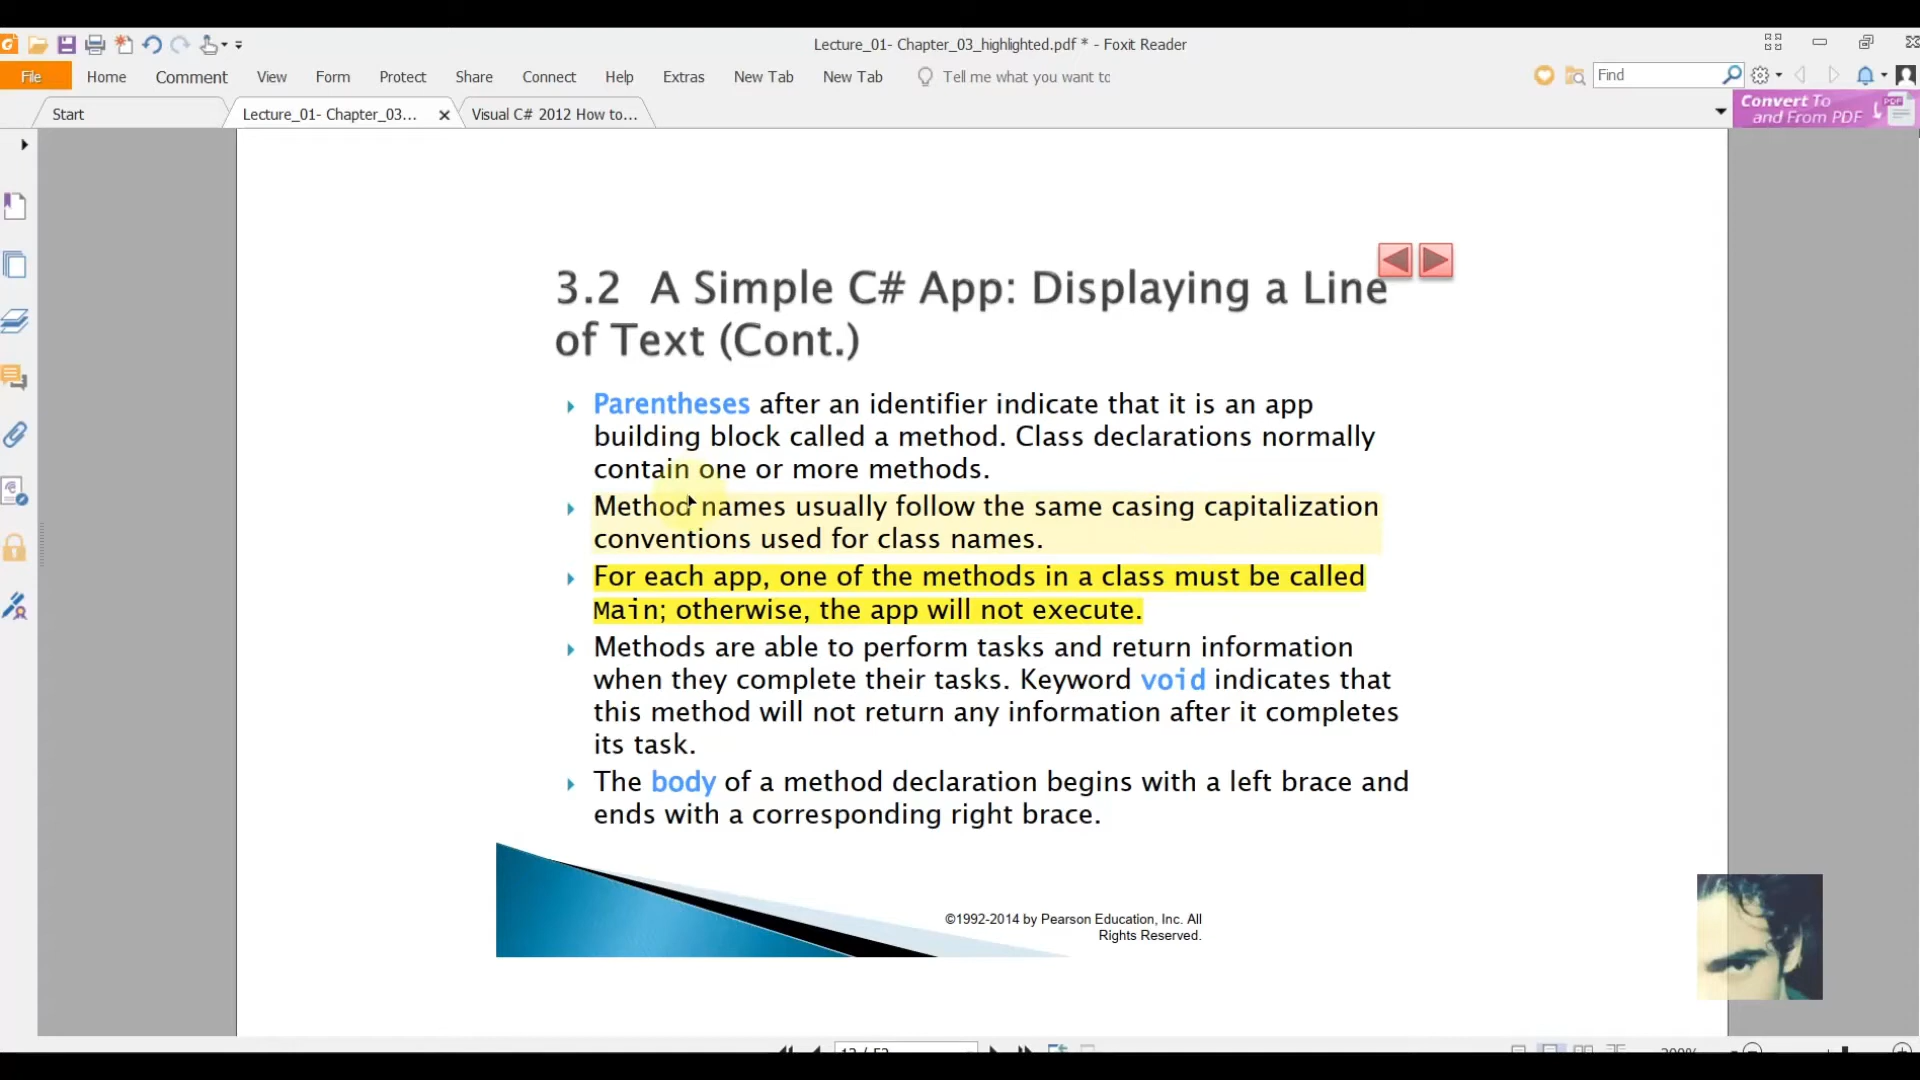 Lecture_01- Chapter_03_highlighted.pdf * - Foxit Reader
File Home Comment View Form Protect Share Connect Help Extras New Tab New Tab Tell me what you want to Find
Start Lecture_01- Chapter_03... Visual C# 2012 How to...
Convert To
and From PDF
PDF
3.2 A Simple C# App: Displaying a Line
of Text (Cont.)
Parentheses after an identifier indicate that it is an app
building block called a method. Class declarations normally
contain one or more methods.
Method names usually follow the same casing capitalization
conventions used for class names.
For each app, one of the methods in a class must be called
Main; otherwise, the app will not execute.
Methods are able to perform tasks and return information
when they complete their tasks. Keyword void indicates that
this method will not return any information after it completes
its task.
The body of a method declaration begins with a left brace and
ends with a corresponding right brace.
©1992-2014 by Pearson Education, Inc. All
Rights Reserved.